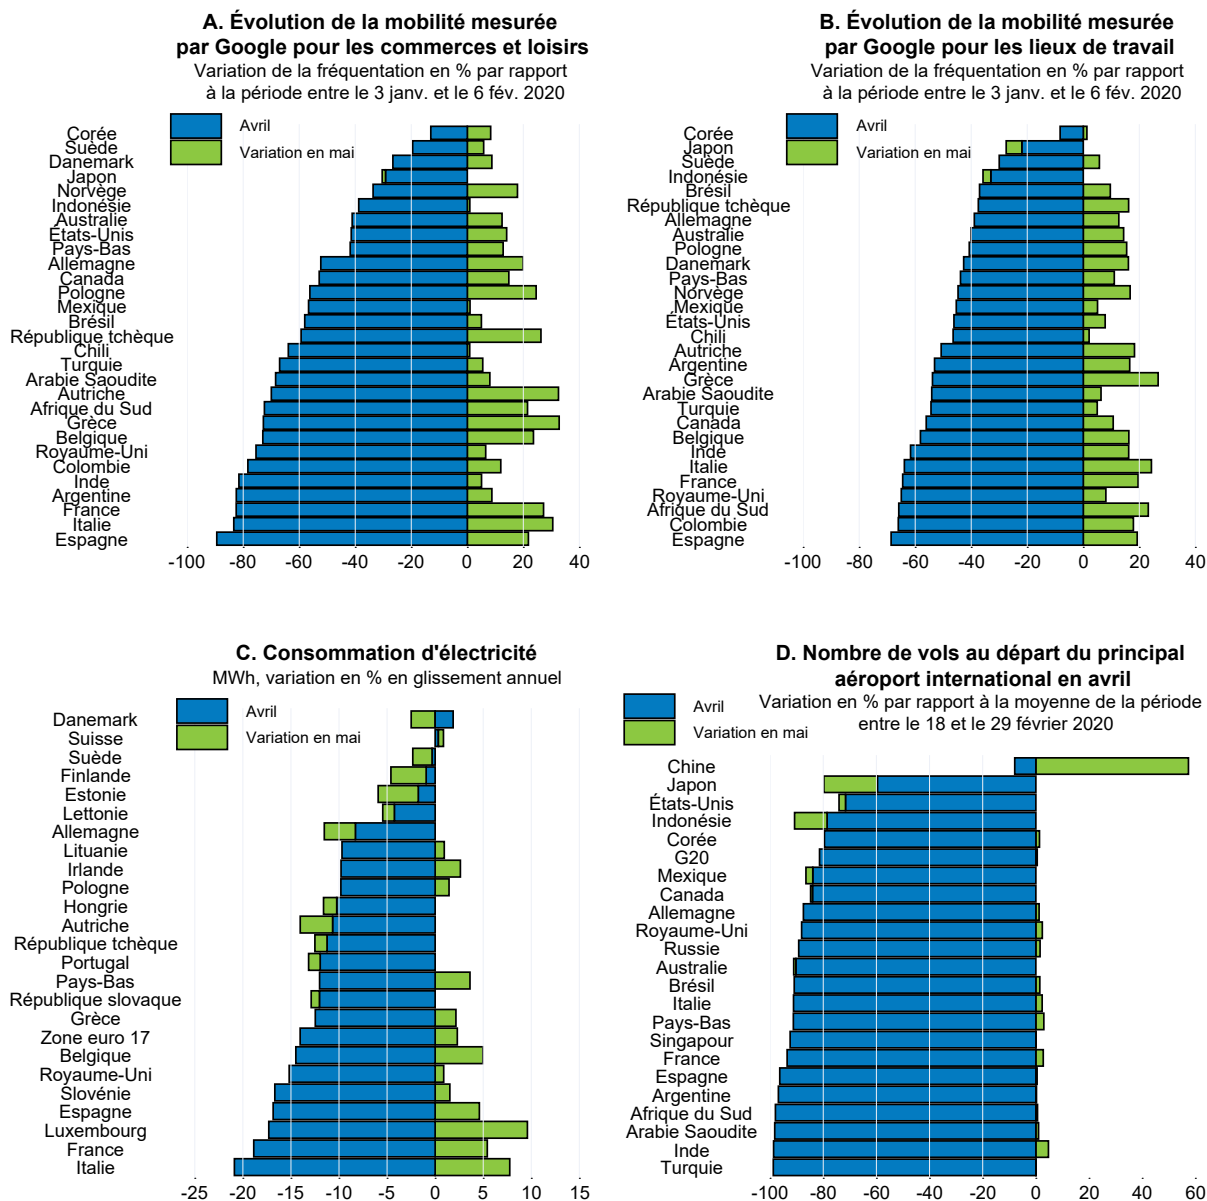 A. Évolution de la mobilité mesurée
par Google pour les commerces et loisirs
Variation de la fréquentation en % par rapport
à la période entre le 3 janv. et le 6 fév. 2020
Avril
Variation en mai
Corée
Suède
Danemark
Japon
Norvège
Indonésie
Australie
États-Unis
Pays-Bas
Allemagne
Canada
Pologne
Mexique
Brésil
République tchèque
Chili
Turquie
Arabie Saoudite
Autriche
Afrique du Sud
Grèce
Belgique
Royaume-Uni
Colombie
Inde
Argentine
France
Italie
Espagne
-100 -80 -60 -40 -20 0 20 40
B. Évolution de la mobilité mesurée
par Google pour les lieux de travail
Variation de la fréquentation en % par rapport
à la période entre le 3 janv. et le 6 fév. 2020
Avril
Variation en mai
Corée
Japon
Suède
Indonésie
Brésil
République tchèque
Allemagne
Australie
Pologne
Danemark
Pays-Bas
Norvège
Mexique
États-Unis
Chili
Autriche
Argentine
Grèce
Arabie Saoudite
Turquie
Canada
Belgique
Inde
Italie
France
Royaume-Uni
Afrique du Sud
Colombie
Espagne
-100 -80 -60 -40 -20 0 20 40
C. Consommation d'électricité
MWh, variation en % en glissement annuel
Avril
Variation en mai
Danemark
Suisse
Suède
Finlande
Estonie
Lettonie
Allemagne
Lituanie
Irlande
Pologne
Hongrie
Autriche
République tchèque
Portugal
Pays-Bas
République slovaque
Grèce
Zone euro 17
Belgique
Royaume-Uni
Slovénie
Espagne
Luxembourg
France
Italie
-25 -20 -15 -10 -5 0 5 10 15
D. Nombre de vols au départ du principal
aéroport international en avril
Variation en % par rapport à la moyenne de la période
entre le 18 et le 29 février 2020
Avril
Variation en mai
Chine
Japon
États-Unis
Indonésie
Corée
G20
Mexique
Canada
Allemagne
Royaume-Uni
Russie
Australie
Brésil
Italie
Pays-Bas
Singapour
France
Espagne
Argentine
Afrique du Sud
Arabie Saoudite
Inde
Turquie
-100 -80 -60 -40 -20 0 20 40 60